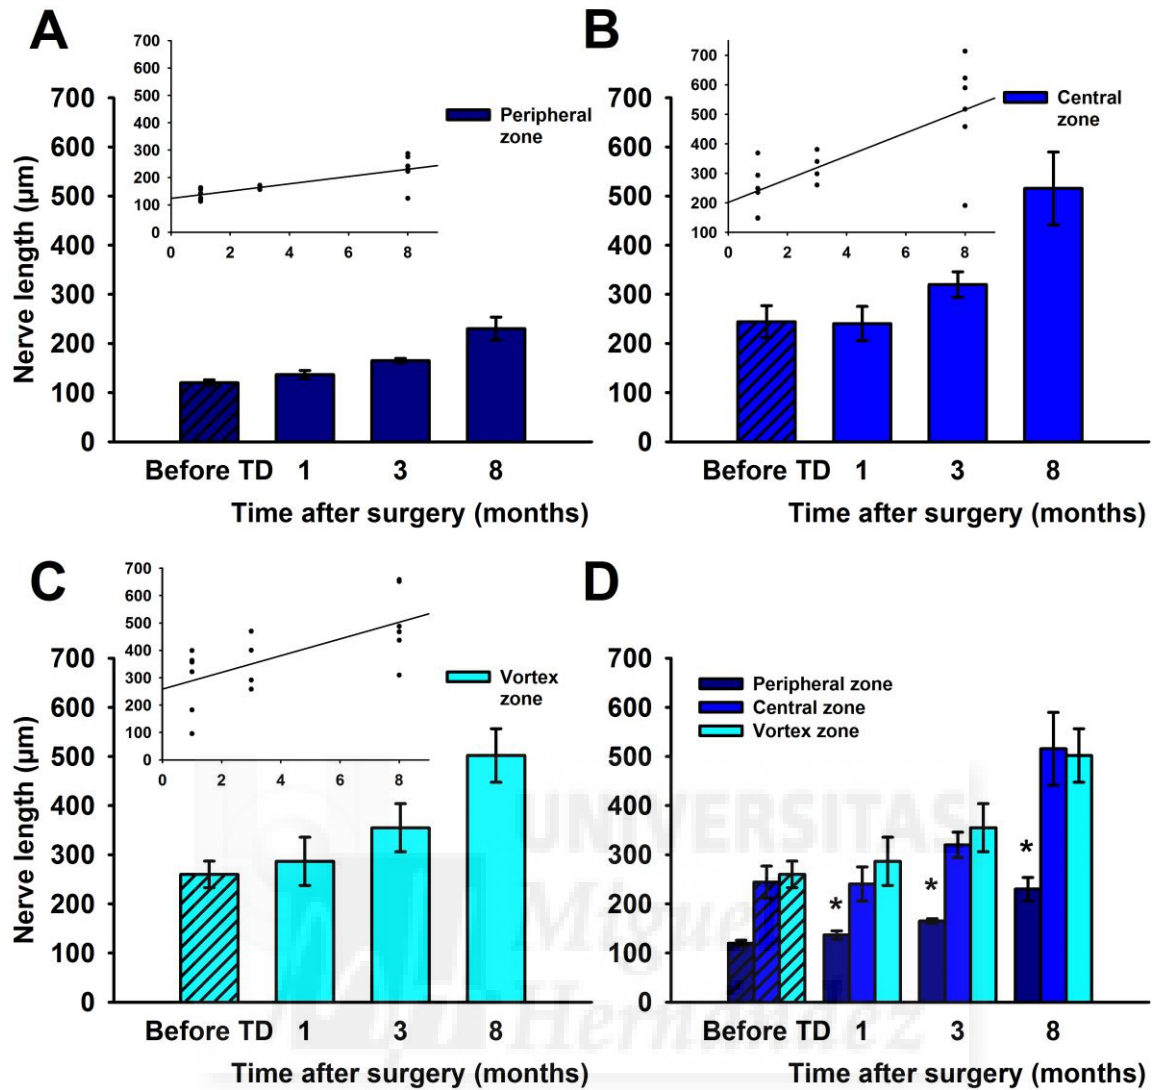 A
700
600
500
400
300
200
100
0
0 2 4 6 8
Peripheral
zone
700
600
500
400
300
200
100
0
Nerve length (µm)
Before TD 1 3 8
Time after surgery (months)
B
700
600
500
400
300
200
100
0 2 4 6 8
Central
zone
700
600
500
400
300
200
100
0
Before TD 1 3 8
Time after surgery (months)
C
700
600
500
400
300
200
100
0
0 2 4 6 8
Vortex
zone
700
600
500
400
300
200
100
0
Nerve length (µm)
Before TD 1 3 8
Time after surgery (months)
D
700
600
500
400
300
200
100
0
Peripheral zone
Central zone
Vortex zone
* * *
Before TD 1 3 8
Time after surgery (months)
UNIVERSITAS
Miguel
Hernández